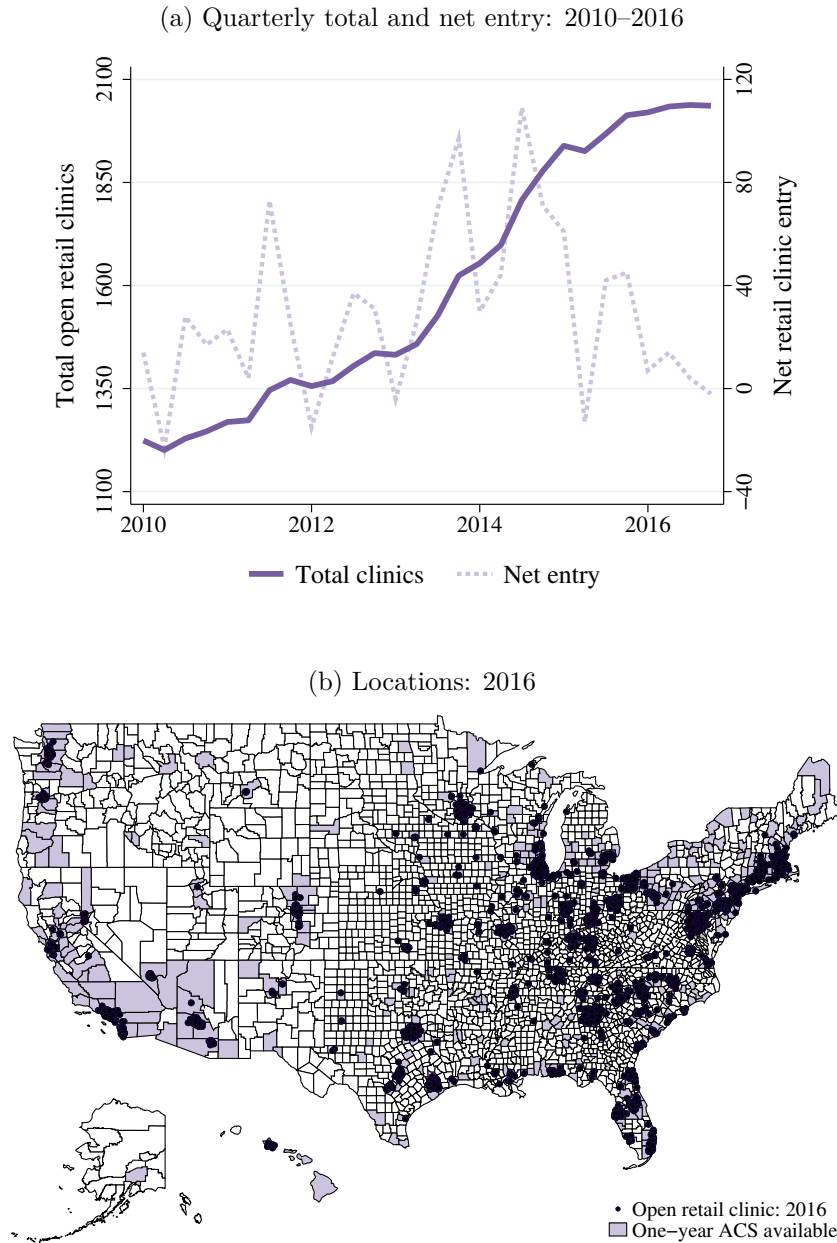 (a) Quarterly total and net entry: 2010–2016
Total open retail clinics
2100
1850
1600
1350
1100
120
80
40
0
−40
Net retail clinic entry
2010 2012 2014 2016
Total clinics Net entry
(b) Locations: 2016
Open retail clinic: 2016
One−year ACS available